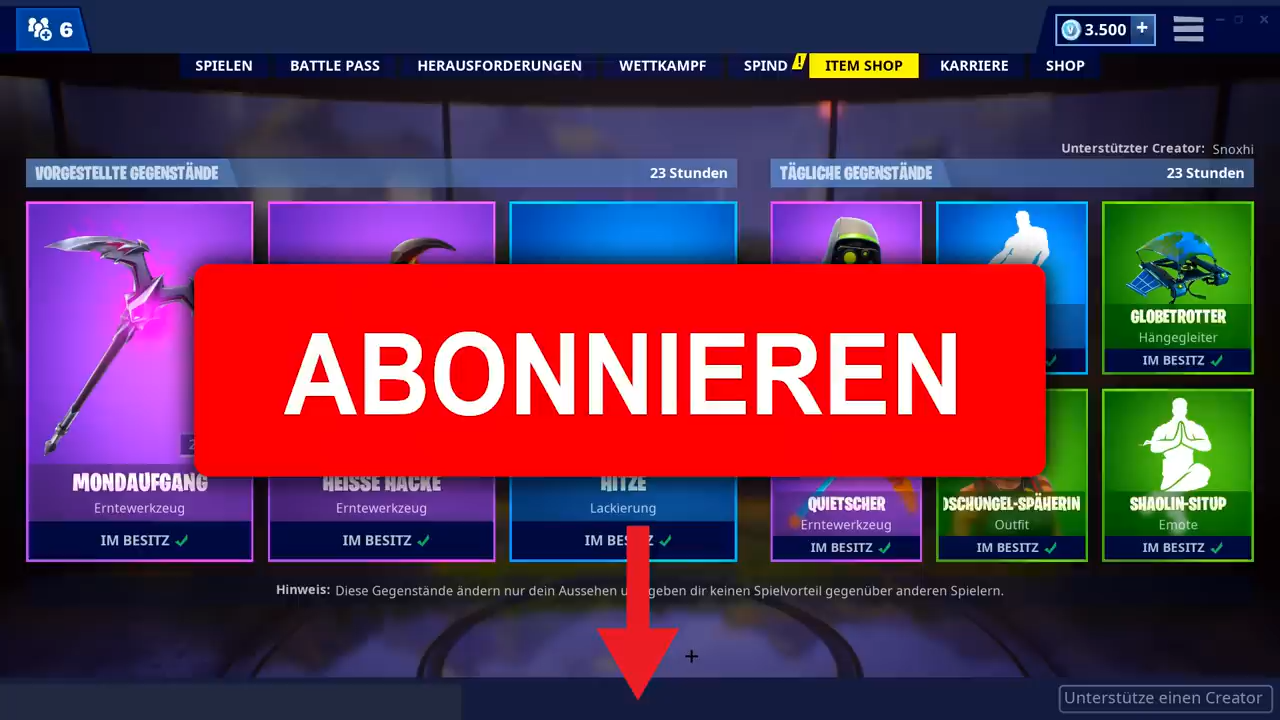 6
3.500 +
SPIELEN BATTLE PASS HERAUSFORDERUNGEN WETTKAMPF SPIND ! ITEM SHOP KARRIERE SHOP
Unterstützter Creator: Snoxhi
VORGESTELLTE GEGENSTÄNDE 23 Stunden
TÄGLICHE GEGENSTÄNDE 23 Stunden
ABONNIEREN
MONDAUFGANG
Erntewerkzeug
IM BESITZ
HEISSE HACKE
Erntewerkzeug
IM BESITZ
HITZE
Lackierung
IM BESITZ
GLOBETROTTER
Hängegleiter
IM BESITZ
QUIETSCHER
Erntewerkzeug
IM BESITZ
DSCHUNGEL-SPÄHERIN
Outfit
IM BESITZ
SHAOLIN-SITUP
Emote
IM BESITZ
Hinweis: Diese Gegenstände ändern nur dein Aussehen geben dir keinen Spielvorteil gegenüber anderen Spielern.
Unterstütze einen Creator